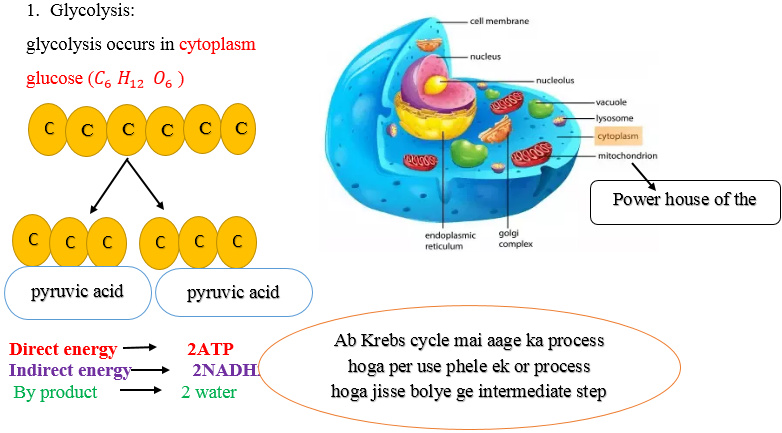 1. Glycolysis:
glycolysis occurs in cytoplasm
glucose (C₆ H₁₂ O₆ )
C C C C C C
C C C C C C
pyruvic acid pyruvic acid
Direct energy 2ATP
Indirect energy 2NADH
By product 2 water
cell membrane
nucleus
nucleolus
vacuole
lysosome
cytoplasm
mitochondrion
Power house of the
endoplasmic
reticulum
golgi
complex
Ab Krebs cycle mai aage ka process
hoga per use phele ek or process
hoga jisse bolye ge intermediate step